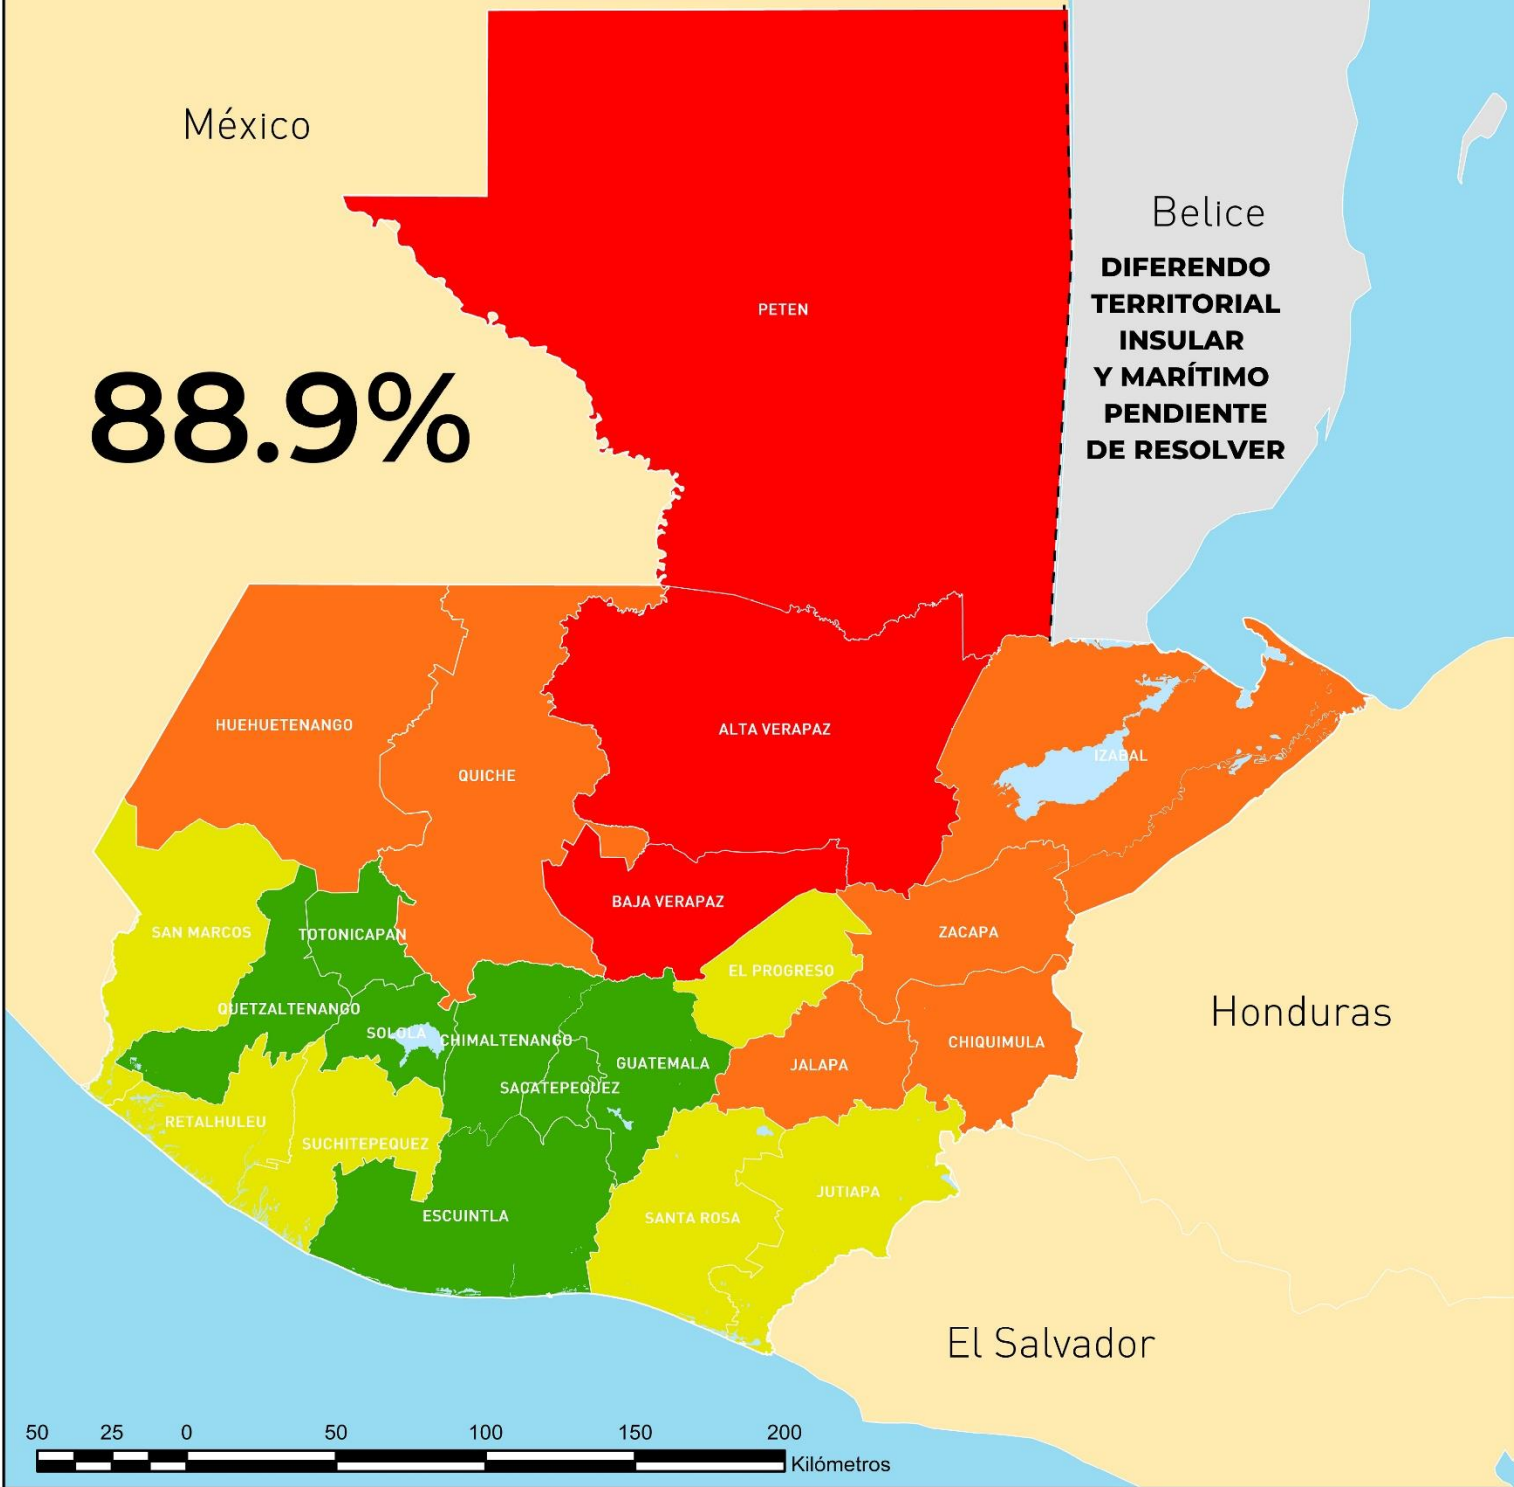 México
Belice
DIFERENDO
TERRITORIAL
INSULAR
Y MARÍTIMO
PENDIENTE
DE RESOLVER
PETEN
88.9%
HUEHUETENANGO
QUICHE
ALTA VERAPAZ
IZABAL
BAJA VERAPAZ
SAN MARCOS
TOTONICAPAN
ZACAPA
EL PROGRESO
QUETZALTENANGO
SOLOLA
CHIMALTENANGO
GUATEMALA
JALAPA
CHIQUIMULA
Honduras
SACATEPEQUEZ
RETALHULEU
SUCHITEPEQUEZ
ESCUINTLA
SANTA ROSA
JUTIAPA
El Salvador
50 25 0 50 100 150 200
Kilómetros